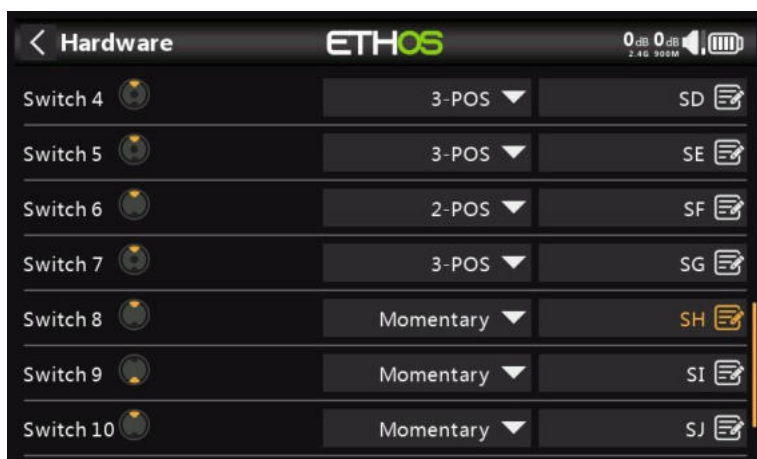 Hardware ETHOS 0dB 0dB
2.4G 900M
Switch 4 3-POS SD
Switch 5 3-POS SE
Switch 6 2-POS SF
Switch 7 3-POS SG
Switch 8 Momentary SH
Switch 9 Momentary SI
Switch 10 Momentary SJ